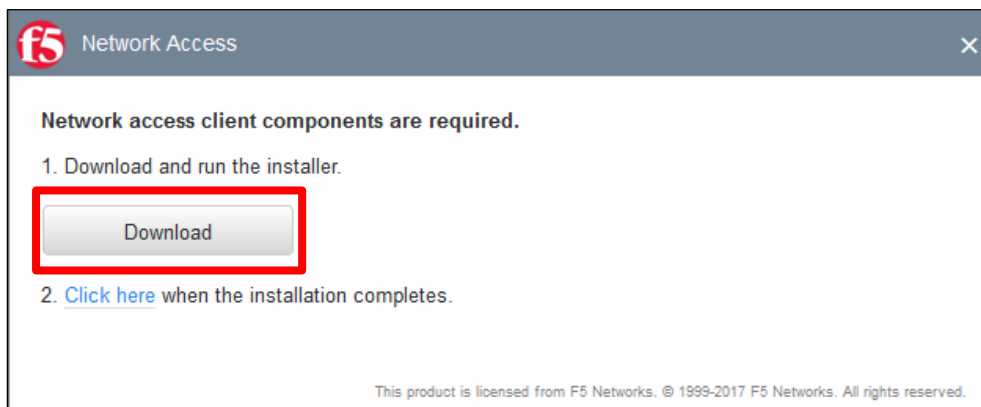 f5 Network Access ×
Network access client components are required.
1. Download and run the installer.
Download
2. Click here when the installation completes.
This product is licensed from F5 Networks. © 1999-2017 F5 Networks. All rights reserved.